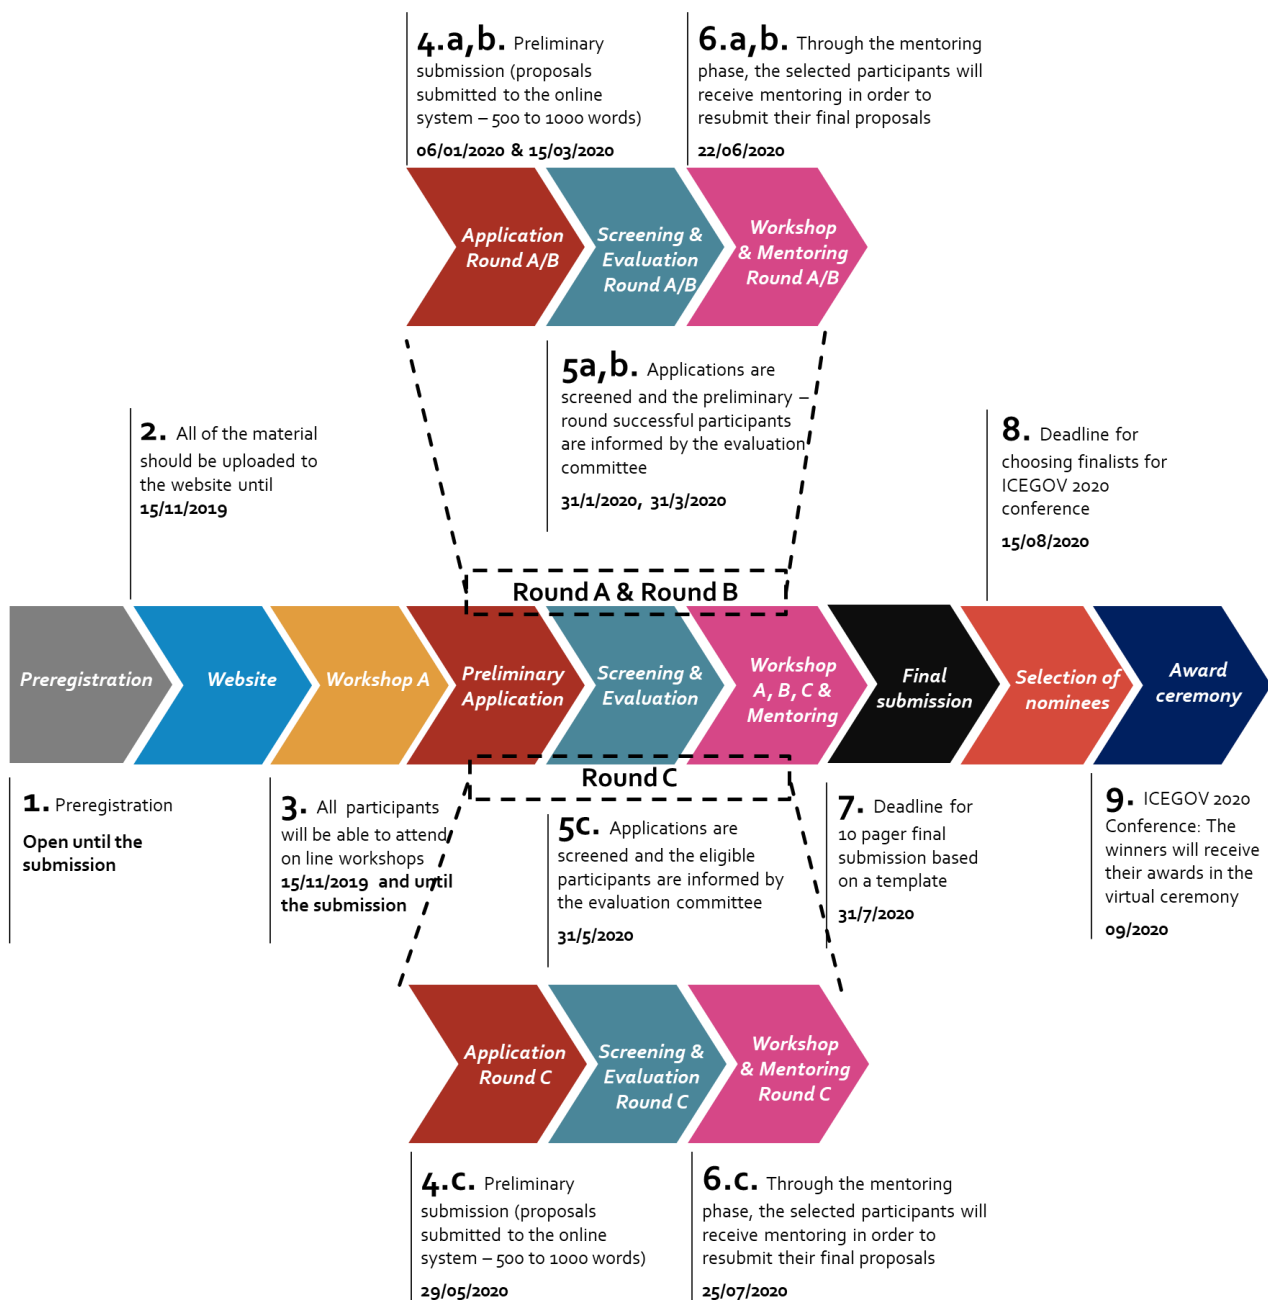 4.a,b. Preliminary
submission (proposals
submitted to the online
system – 500 to 1000 words)
06/01/2020 & 15/03/2020
6.a,b. Through the mentoring
phase, the selected participants will
receive mentoring in order to
resubmit their final proposals
22/06/2020
Application
Round A/B
Screening &
Evaluation
Round A/B
Workshop
& Mentoring
Round A/B
5a,b. Applications are
screened and the preliminary –
round successful participants
are informed by the evaluation
committee
31/1/2020, 31/3/2020
2. All of the material
should be uploaded to
the website until
15/11/2019
8. Deadline for
choosing finalists for
ICEGOV 2020
conference
15/08/2020
Round A & Round B
Preregistration
Website
Workshop A
Preliminary
Application
Screening &
Evaluation
Workshop
A, B, C &
Mentoring
Final
submission
Selection of
nominees
Award
ceremony
Round C
1. Preregistration
Open until the
submission
3. All participants
will be able to attend
on line workshops
15/11/2019 and until
the submission
5c. Applications are
screened and the eligible
participants are informed by
the evaluation committee
31/5/2020
7. Deadline for
10 pager final
submission based
on a template
31/7/2020
9. ICEGOV 2020
Conference: The
winners will receive
their awards in the
virtual ceremony
09/2020
Application
Round C
Screening &
Evaluation
Round C
Workshop
& Mentoring
Round C
4.c. Preliminary
submission (proposals
submitted to the online
system – 500 to 1000 words)
29/05/2020
6.c. Through the mentoring
phase, the selected participants will
receive mentoring in order to
resubmit their final proposals
25/07/2020